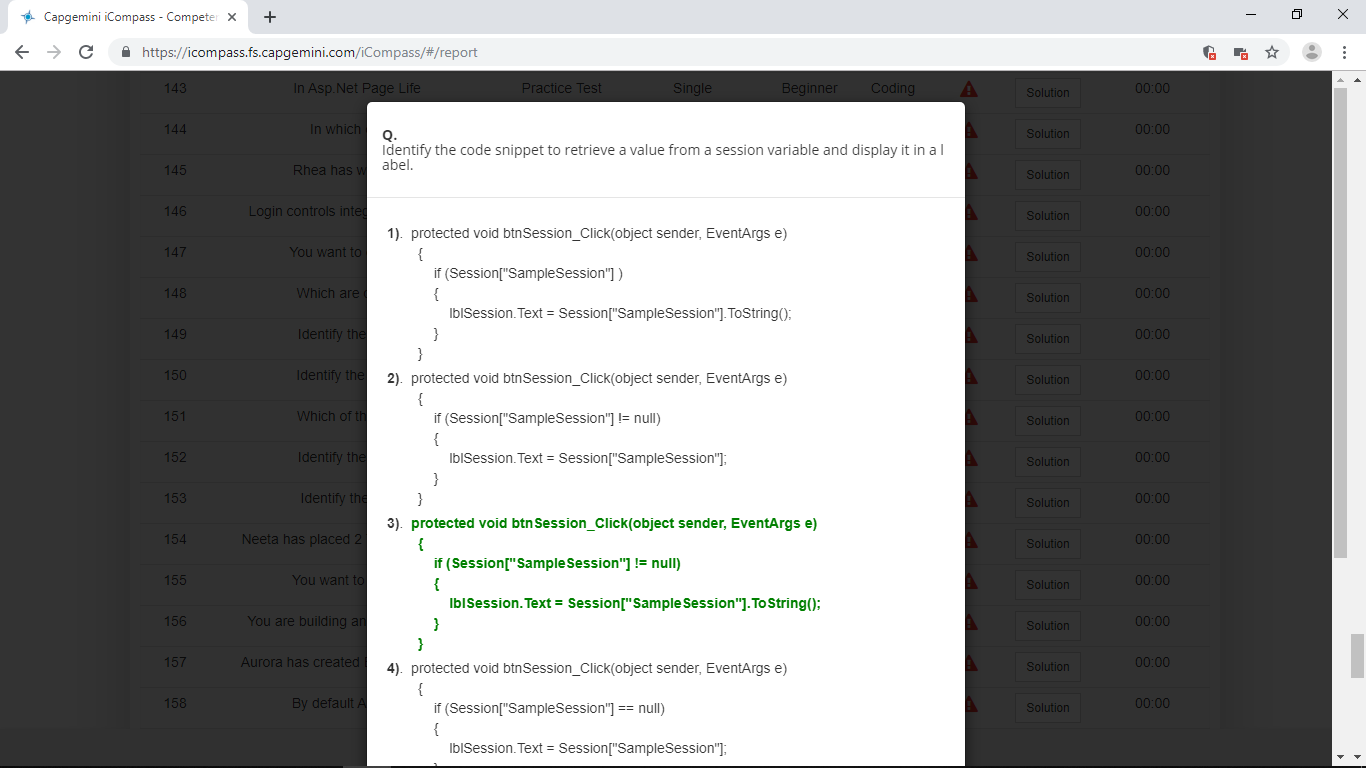 Capgemini iCompass - Competer
https://icompass.fs.capgemini.com/iCompass/#/report
143 In Asp.Net Page Life Practice Test Single Beginner Coding Solution 00:00
144 In which Solution 00:00
145 Rhea has w Solution 00:00
146 Login controls integ Solution 00:00
147 You want to Solution 00:00
148 Which are Solution 00:00
149 Identify the Solution 00:00
150 Identify the Solution 00:00
151 Which of th Solution 00:00
152 Identify the Solution 00:00
153 Identify the Solution 00:00
154 Neeta has placed 2 Solution 00:00
155 You want to Solution 00:00
156 You are building an Solution 00:00
157 Aurora has created Solution 00:00
158 By default A Solution 00:00
Q.
Identify the code snippet to retrieve a value from a session variable and display it in a l
abel.
1). protected void btnSession_Click(object sender, EventArgs e)
{
if (Session["SampleSession"] )
{
lblSession.Text = Session["SampleSession"].ToString();
}
}
2). protected void btnSession_Click(object sender, EventArgs e)
{
if (Session["SampleSession"] != null)
{
lblSession.Text = Session["SampleSession"];
}
}
3). protected void btnSession_Click(object sender, EventArgs e)
{
if (Session["SampleSession"] != null)
{
lblSession.Text = Session["SampleSession"].ToString();
}
}
4). protected void btnSession_Click(object sender, EventArgs e)
{
if (Session["SampleSession"] == null)
{
lblSession.Text = Session["SampleSession"];
}